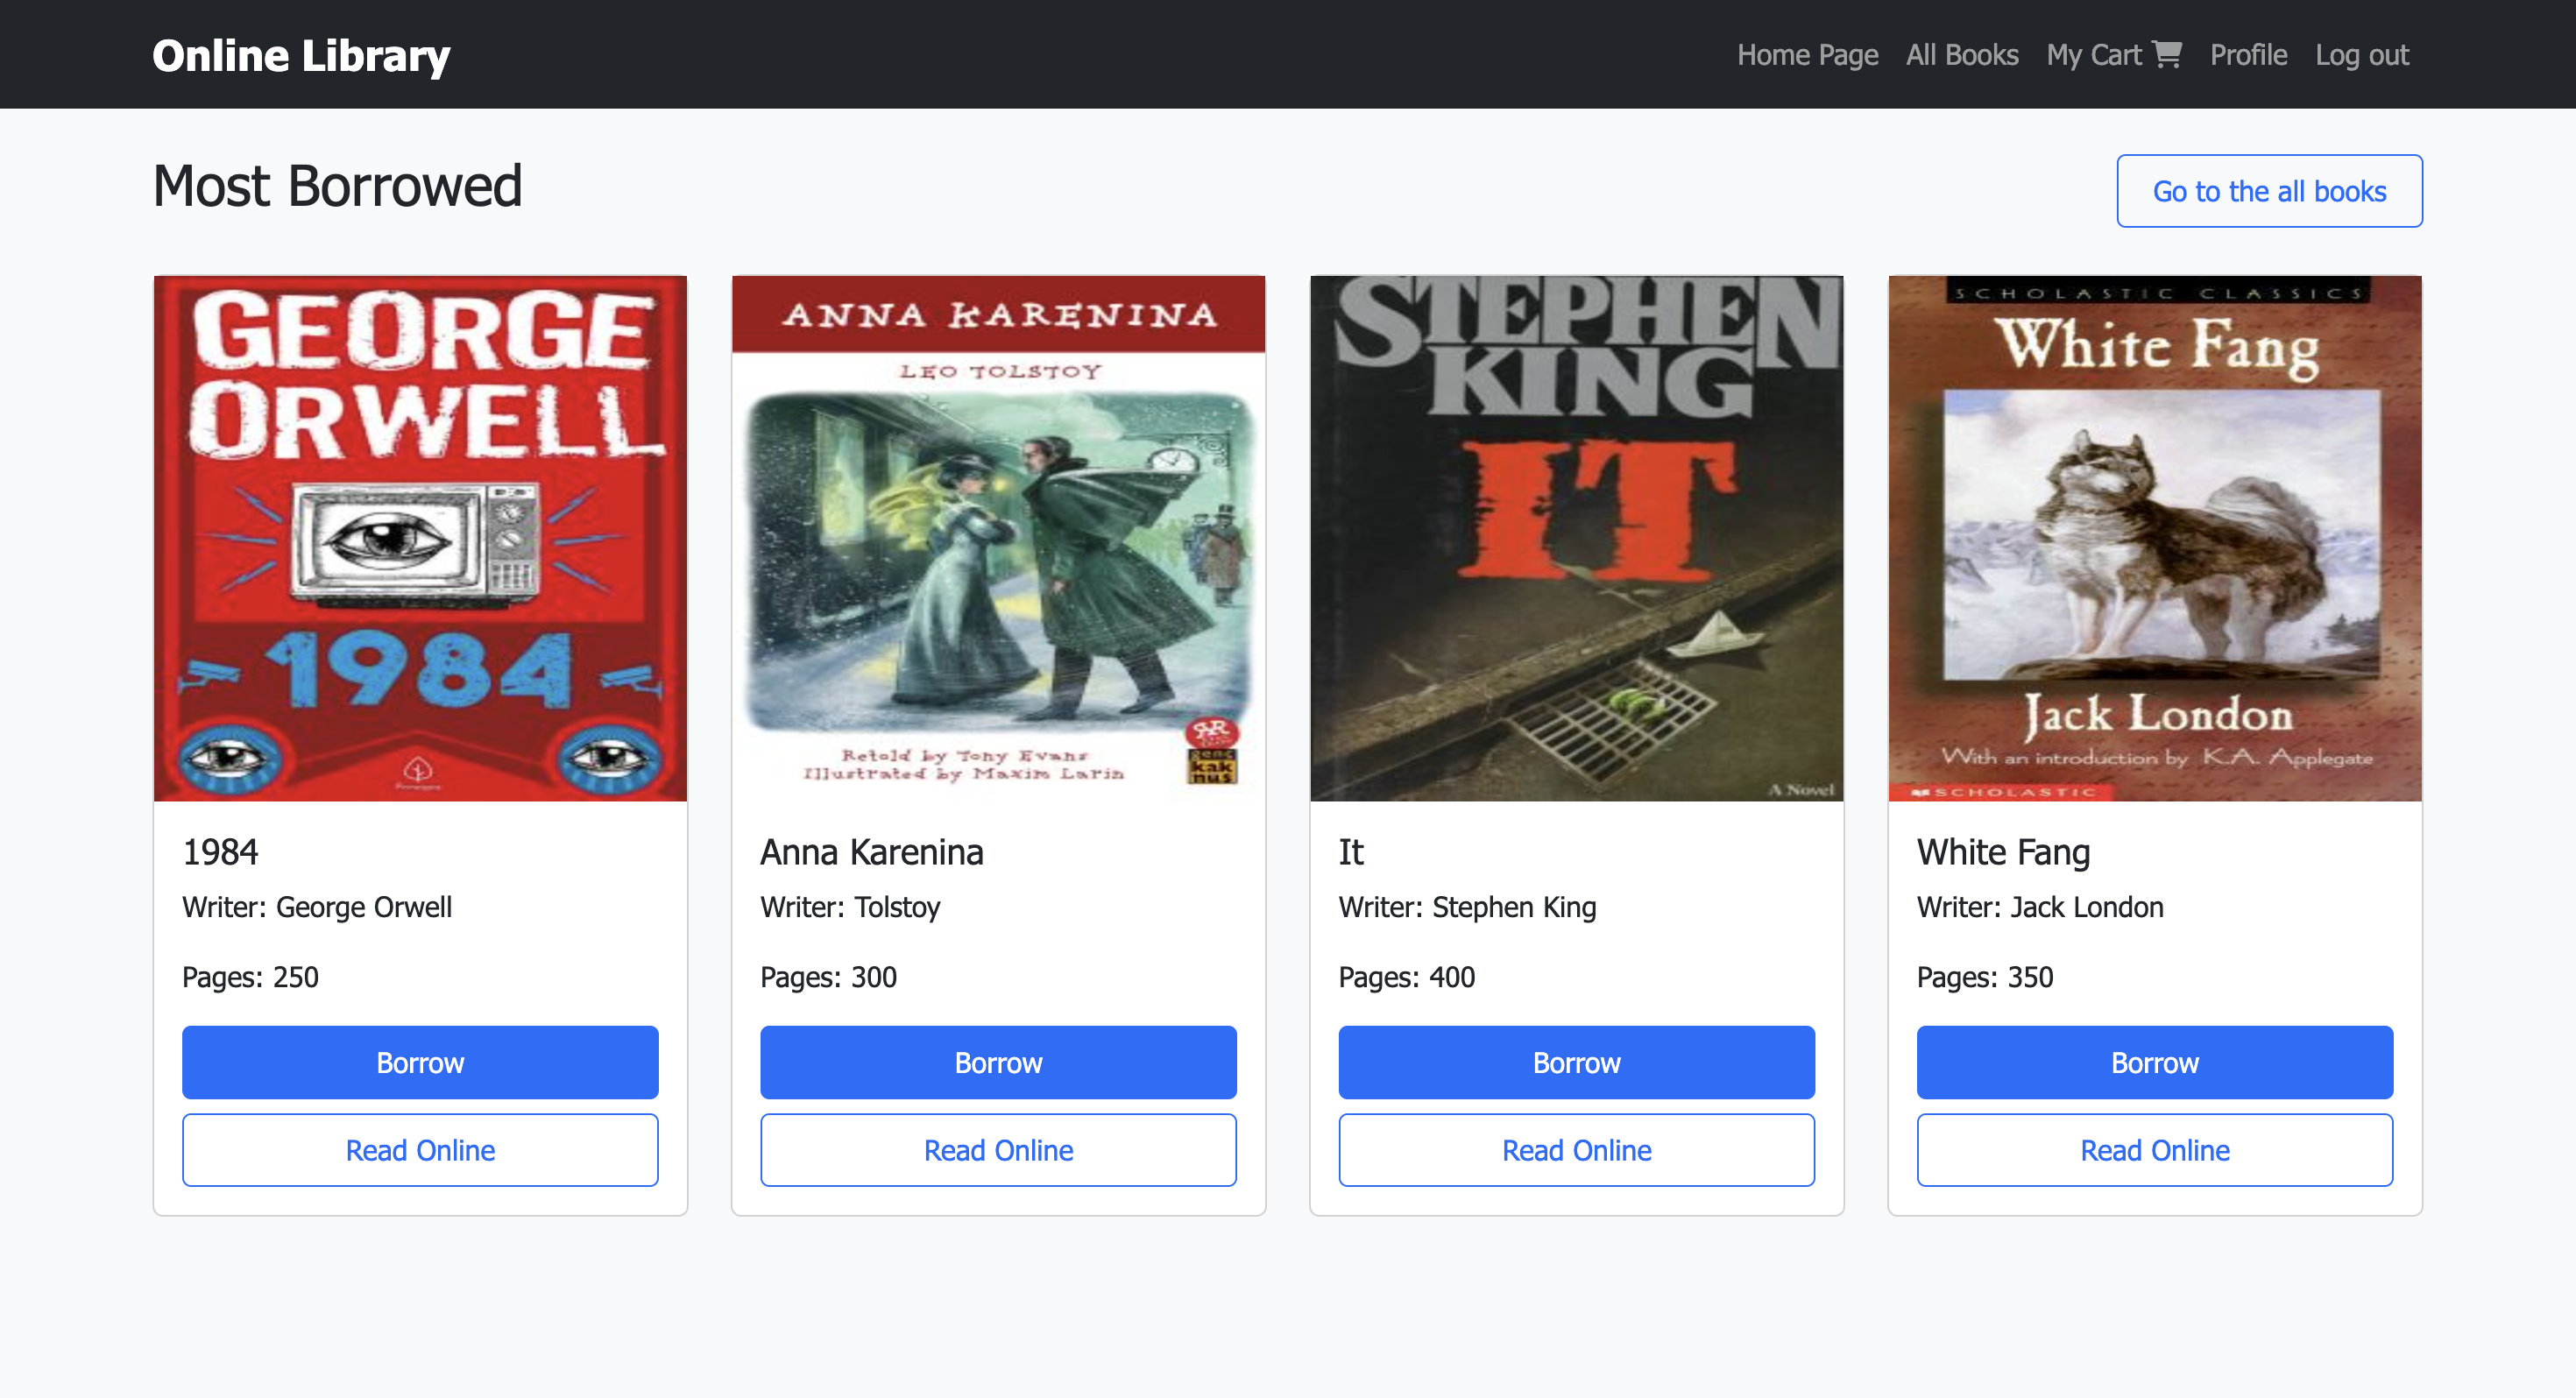 Online Library
Home Page All Books My Cart Profile Log out
Most Borrowed
Go to the all books
GEORGE
ORWELL
1984
ANNA KARENINA
LEO TOLSTOY
Retold by Tony Evans
Illustrated by Maxim Larin
genç
kak
nüs
STEPHEN
KING
IT
A Novel
SCHOLASTIC CLASSICS
White Fang
Jack London
With an introduction by K.A. Applegate
SCHOLASTIC
1984
Writer: George Orwell
Pages: 250
Borrow
Read Online
Anna Karenina
Writer: Tolstoy
Pages: 300
Borrow
Read Online
It
Writer: Stephen King
Pages: 400
Borrow
Read Online
White Fang
Writer: Jack London
Pages: 350
Borrow
Read Online